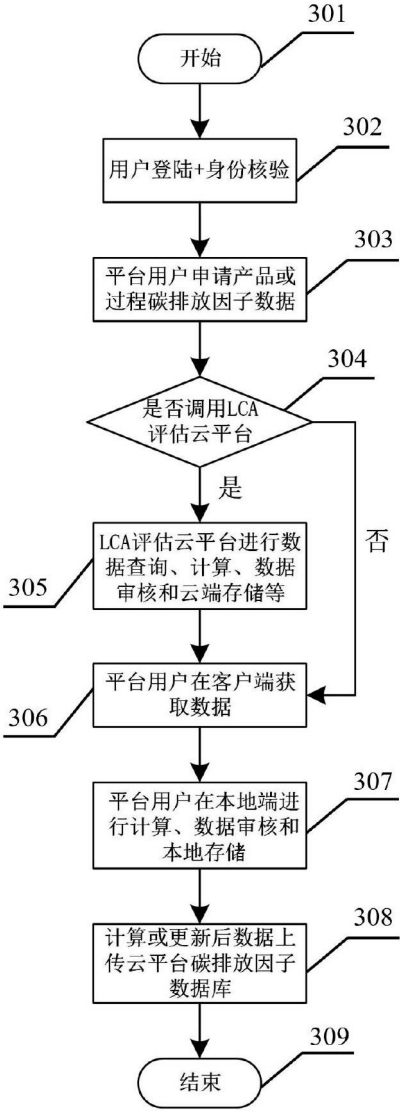 301
开始
302
用户登陆+身份核验
303
平台用户申请产品或
过程碳排放因子数据
304
是否调用LCA
评估云平台
是
否
LCA评估云平台进行数
据查询、计算、数据
审核和云端存储等
305
平台用户在客户端获
取数据
306
307
平台用户在本地端进
行计算、数据审核和
本地存储
308
计算或更新后数据上
传云平台碳排放因子
数据库
309
结束